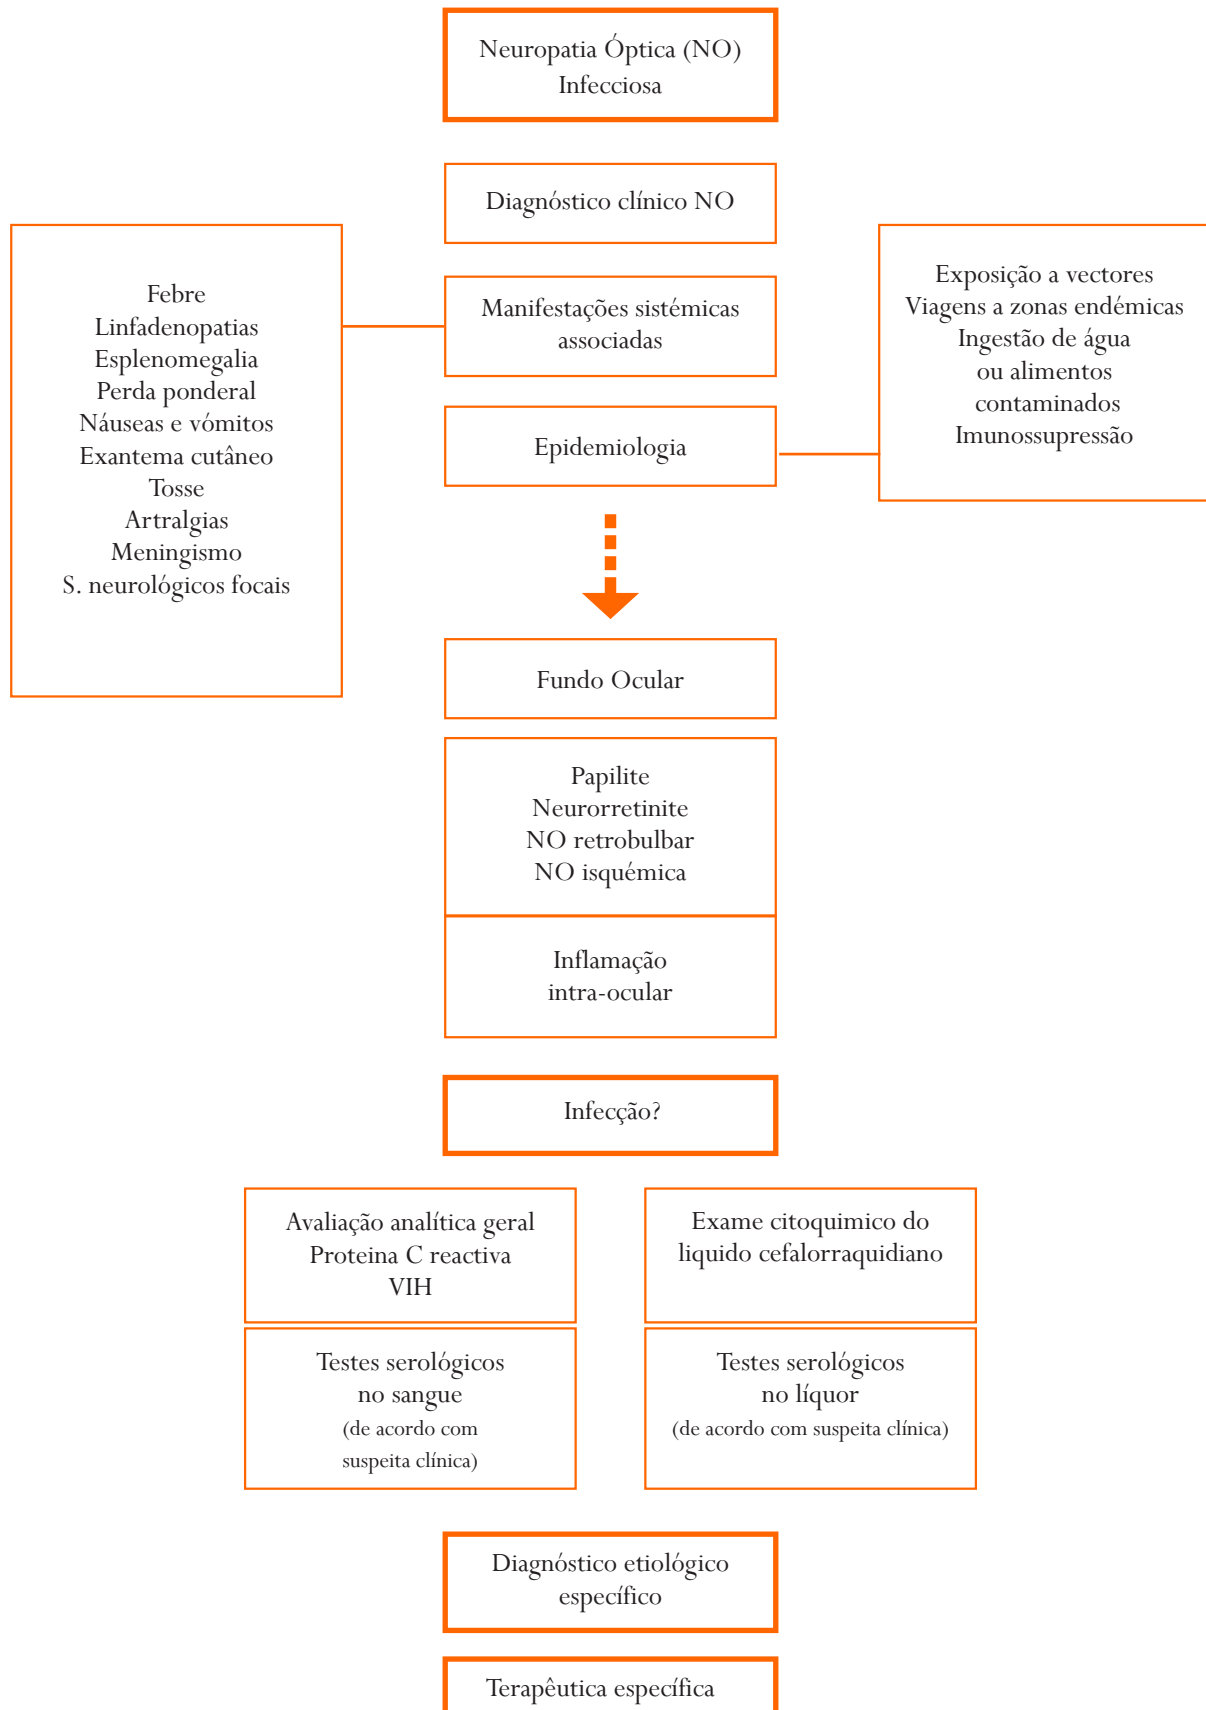 Neuropatia Óptica (NO)
Infecciosa
Diagnóstico clínico NO
Manifestações sistémicas
associadas
Febre
Linfadenopatias
Esplenomegalia
Perda ponderal
Náuseas e vómitos
Exantema cutâneo
Tosse
Artralgias
Meningismo
S. neurológicos focais
Epidemiologia
Exposição a vectores
Viagens a zonas endémicas
Ingestão de água
ou alimentos
contaminados
Imunossupressão
Fundo Ocular
Papilite
Neurorretinite
NO retrobulbar
NO isquémica
Inflamação
intra-ocular
Infecção?
Avaliação analítica geral
Proteina C reactiva
VIH
Exame citoquimico do
liquido cefalorraquidiano
Testes serológicos
no sangue
(de acordo com
suspeita clínica)
Testes serológicos
no líquor
(de acordo com suspeita clínica)
Diagnóstico etiológico
específico
Terapêutica específica